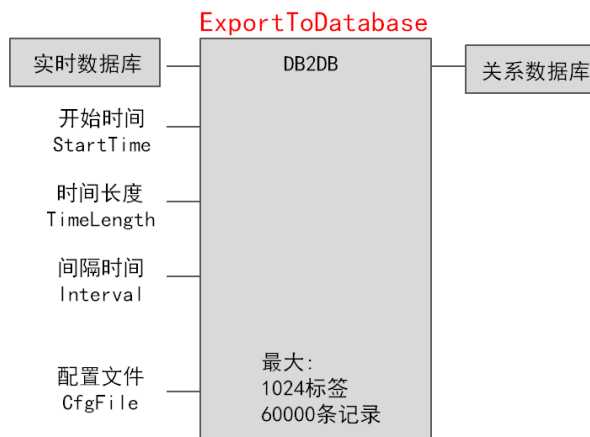 ExportToDatabase
实时数据库
DB2DB
关系数据库
开始时间
StartTime
时间长度
TimeLength
间隔时间
Interval
配置文件
CfgFile
最大:
1024标签
60000条记录